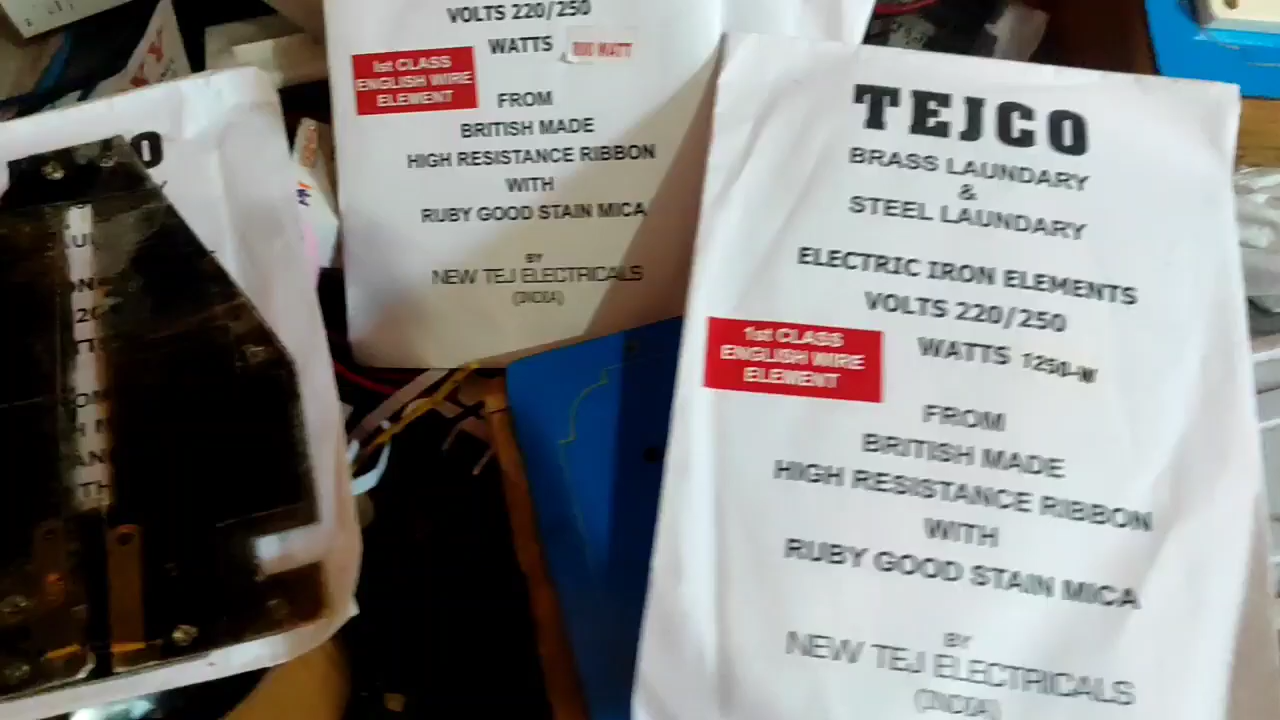 VOLTS 220/250
WATTS
1st CLASS
ENGLISH WIRE
ELEMENT
FROM
BRITISH MADE
HIGH RESISTANCE RIBBON
WITH
RUBY GOOD STAIN MICA
BY
NEW TEJ ELECTRICALS
(INDIA)
TEJCO
BRASS LAUNDARY
&
STEEL LAUNDARY
ELECTRIC IRON ELEMENTS
VOLTS 220/250
WATTS 1250-W
1st CLASS
ENGLISH WIRE
ELEMENT
FROM
BRITISH MADE
HIGH RESISTANCE RIBBON
WITH
RUBY GOOD STAIN MICA
BY
NEW TEJ ELECTRICALS
(INDIA)